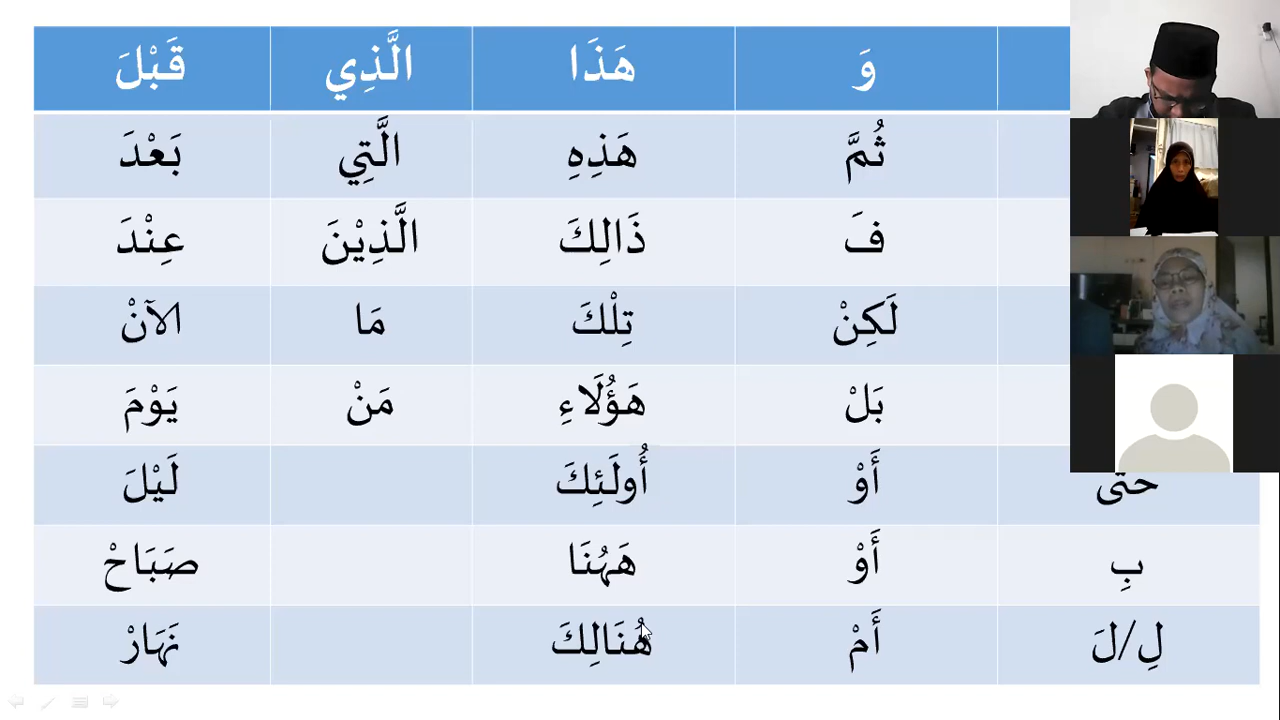 وَ هَذَا الَّذِي قَبْلَ
ثُمَّ هَذِهِ الَّتِي بَعْدَ
فَ ذَالِكَ الَّذِيْنَ عِنْدَ
لَكِنْ تِلْكَ مَا الآنْ
بَلْ هَؤُلَاءِ مَنْ يَوْمَ
حَتَّى أَوْ أُولَئِكَ لَيْلَ
بِ أَوْ هَهُنَا صَبَاحْ
لِ/لَ أَمْ هُنَالِكَ نَهَارْ